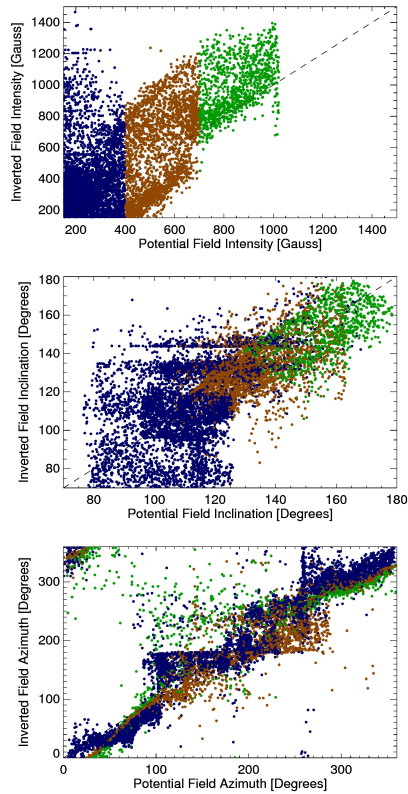 1400
1200
1000
800
600
400
200
Inverted Field Intensity [Gauss]
200 400 600 800 1000 1200 1400
Potential Field Intensity [Gauss]
180
160
140
120
100
80
Inverted Field Inclination [Degrees]
80 100 120 140 160 180
Potential Field Inclination [Degrees]
300
200
100
0
Inverted Field Azimuth [Degrees]
0 100 200 300
Potential Field Azimuth [Degrees]